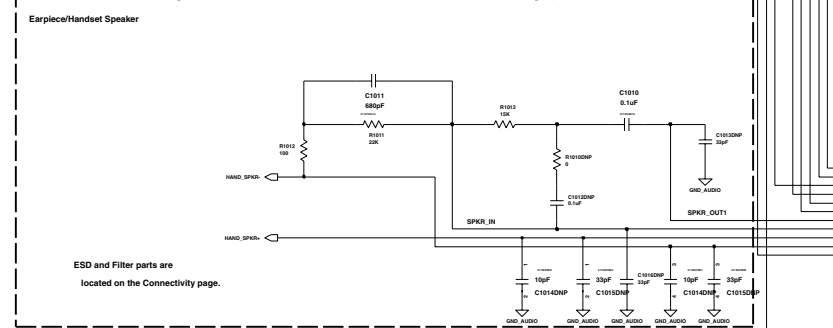 Earpiece/Handset Speaker
C1011
680pF
R1011
22K
R1012
100
R1013
15K
C1010
0.1uF
C1013DNP
33pF
R1010DNP
0
C1012DNP
0.1uF
GND_AUDIO
HAND_SPKR-
SPKR_IN
SPKR_OUT1
HAND_SPKR+
ESD and Filter parts are
located on the Connectivity page.
10pF
C1014DNP
33pF
C1015DNP
C1016DNP
33pF
10pF
C1014DNP
33pF
C1015DNP
GND_AUDIO
GND_AUDIO
GND_AUDIO
GND_AUDIO
GND_AUDIO